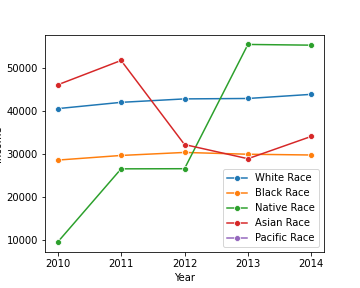 50000
40000
30000
20000
10000
2010 2011 2012 2013 2014
Year
White Race
Black Race
Native Race
Asian Race
Pacific Race